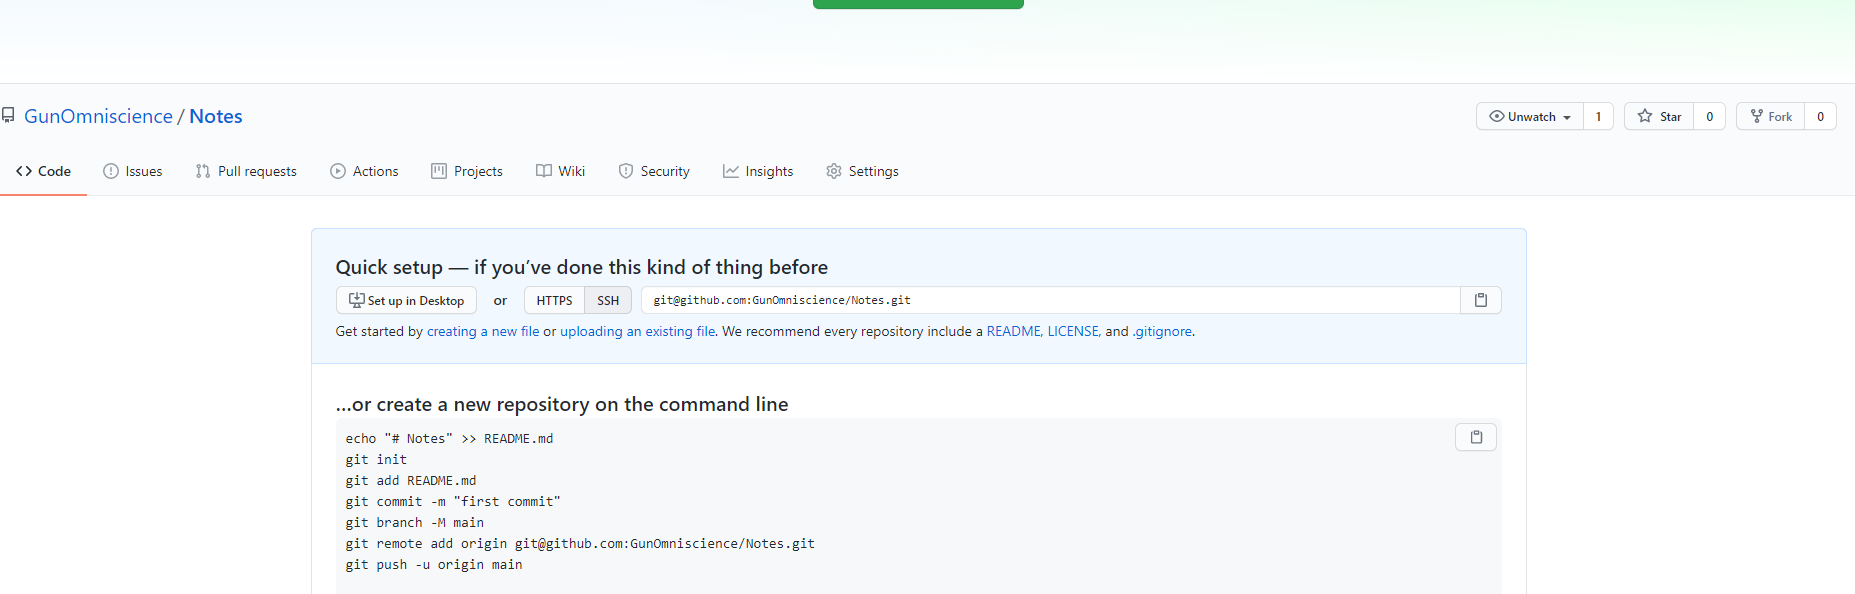 GunOmniscience / Notes
Unwatch 1 Star 0 Fork 0
Code Issues Pull requests Actions Projects Wiki Security Insights Settings
Quick setup — if you’ve done this kind of thing before
Set up in Desktop or HTTPS SSH git@github.com:GunOmniscience/Notes.git
Get started by creating a new file or uploading an existing file. We recommend every repository include a README, LICENSE, and .gitignore.
…or create a new repository on the command line
echo "# Notes" >> README.md
git init
git add README.md
git commit -m "first commit"
git branch -M main
git remote add origin git@github.com:GunOmniscience/Notes.git
git push -u origin main